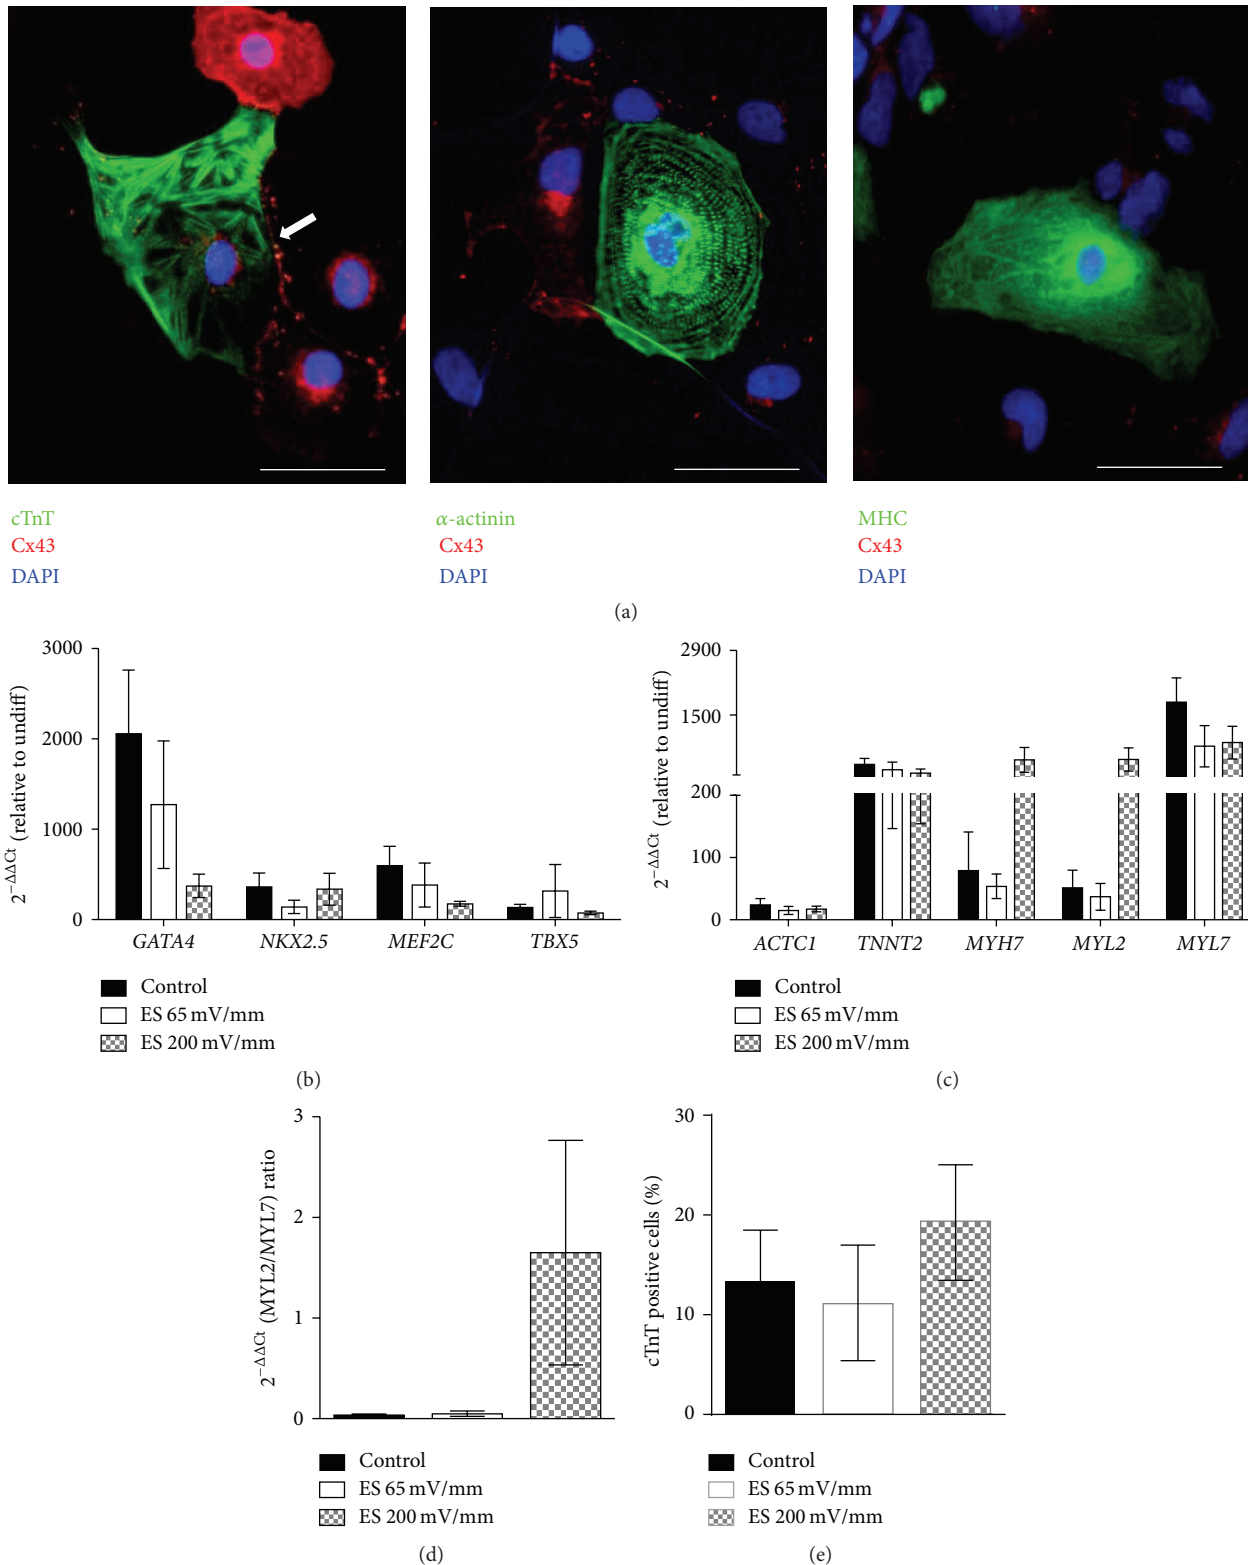 cTnT
Cx43
DAPI
α-actinin
Cx43
DAPI
MHC
Cx43
DAPI
(a)
2^−ΔΔCt (relative to undiff)
3000
2000
1000
0
GATA4 NKX2.5 MEF2C TBX5
Control
ES 65 mV/mm
ES 200 mV/mm
(b)
2^−ΔΔCt (relative to undiff)
2900
1500
200
100
0
ACTC1 TNNT2 MYH7 MYL2 MYL7
Control
ES 65 mV/mm
ES 200 mV/mm
(c)
2^−ΔΔCt (MYL2/MYL7) ratio
3
2
1
0
Control
ES 65 mV/mm
ES 200 mV/mm
(d)
cTnT positive cells (%)
30
20
10
0
Control
ES 65 mV/mm
ES 200 mV/mm
(e)